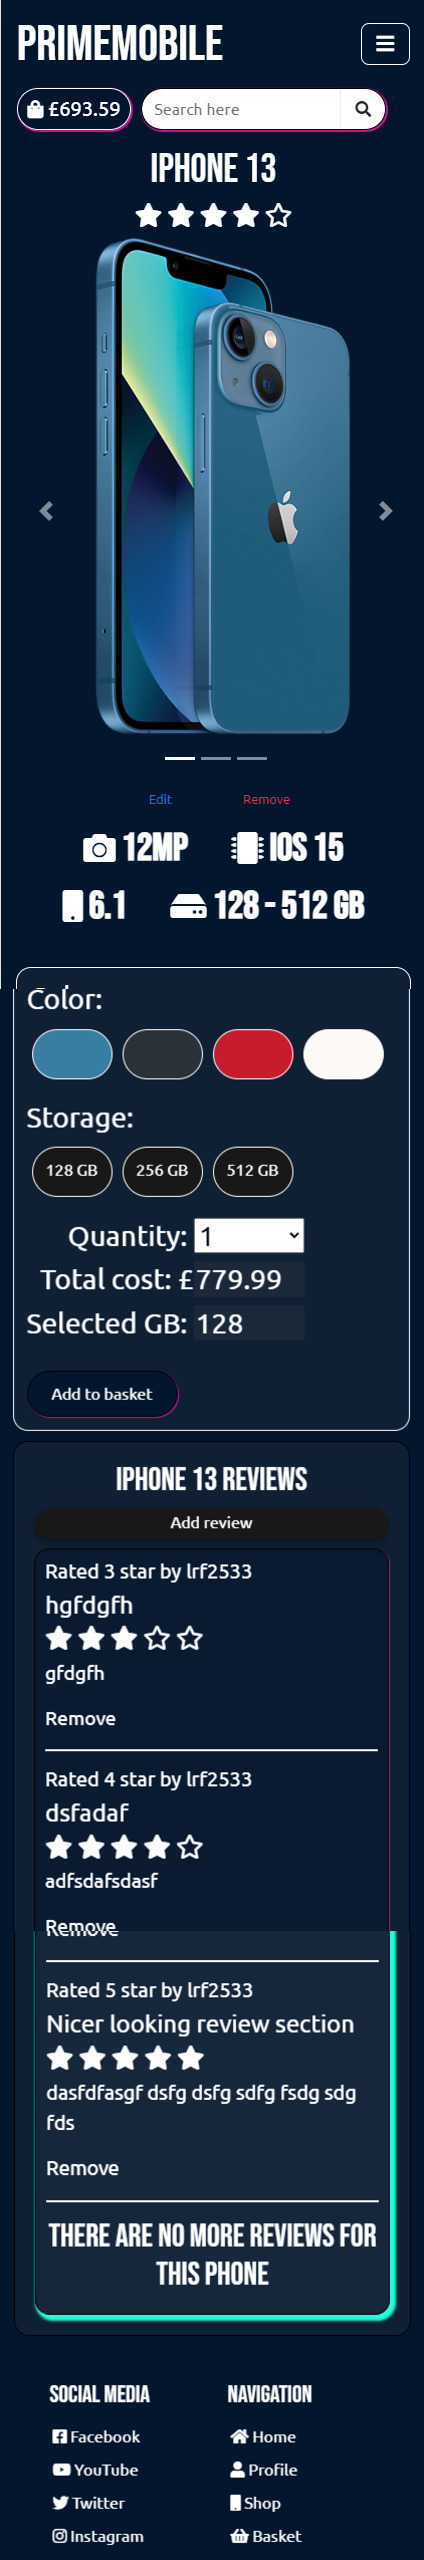 PRIMEMOBILE
£693.59
Search here
IPHONE 13
Edit Remove
12MP IOS 15
6.1 128 - 512 GB
Color:
Storage:
128 GB 256 GB 512 GB
Quantity: 1
Total cost: £779.99
Selected GB: 128
Add to basket
IPHONE 13 REVIEWS
Add review
Rated 3 star by lrf2533
hgfdgfh
gfdgfh
Remove
Rated 4 star by lrf2533
dsfadaf
adfsdafsdasf
Remove
Rated 5 star by lrf2533
Nicer looking review section
dasfdfasgf dsfg dsfg sdfg fsdg sdg
fds
Remove
THERE ARE NO MORE REVIEWS FOR
THIS PHONE
SOCIAL MEDIA
Facebook
YouTube
Twitter
Instagram
NAVIGATION
Home
Profile
Shop
Basket